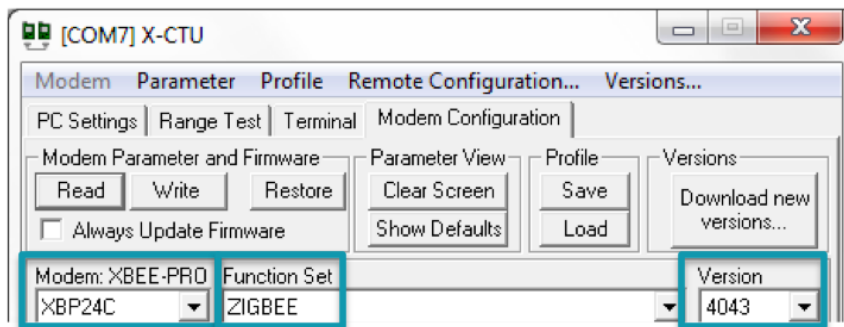 [COM7] X-CTU
Modem Parameter Profile Remote Configuration... Versions...
PC Settings Range Test Terminal Modem Configuration
Modem Parameter and Firmware Parameter View Profile Versions
Read Write Restore Clear Screen Save Download new versions...
Always Update Firmware Show Defaults Load
Modem: XBEE-PRO Function Set Version
XBP24C ZIGBEE 4043